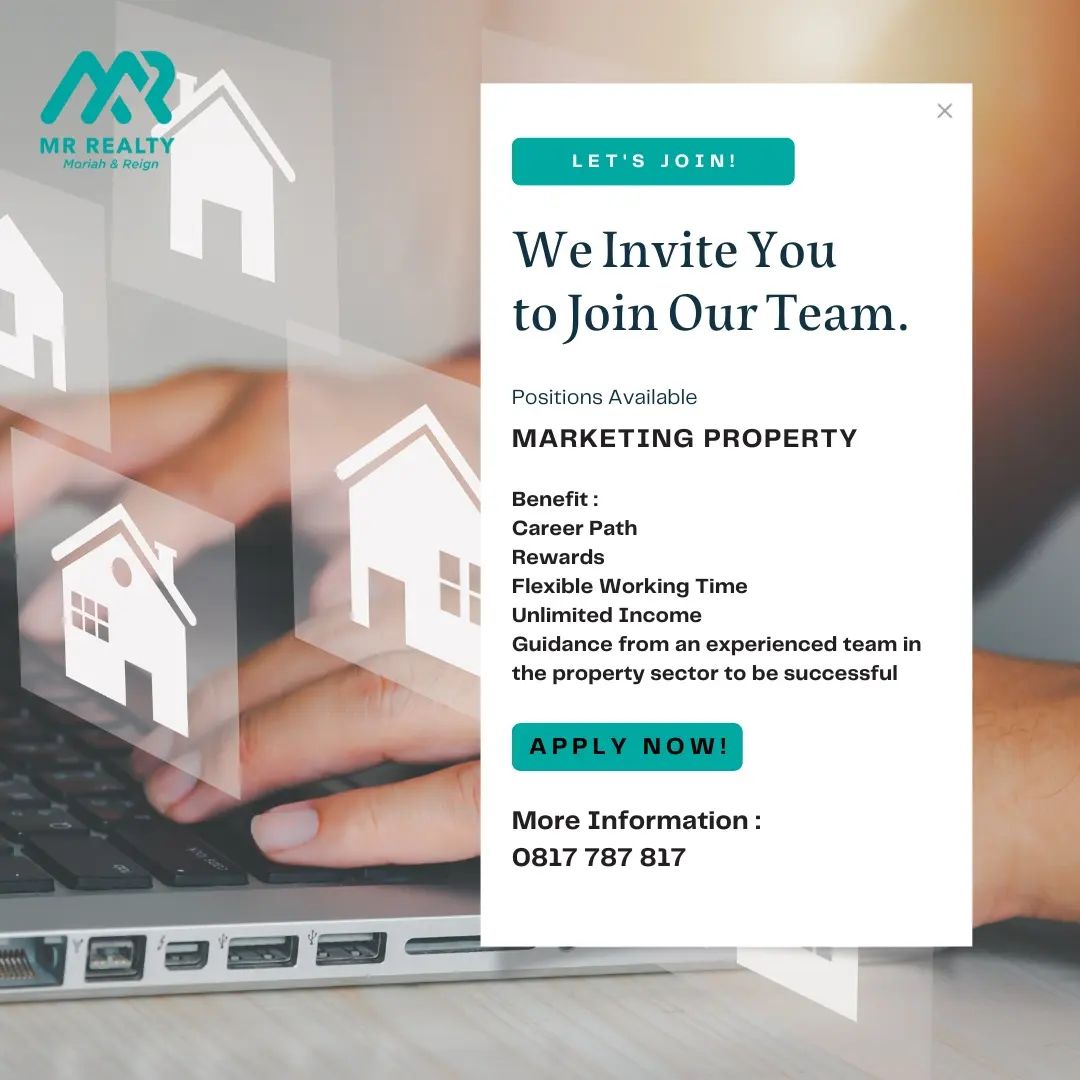 MR REALTY
Moriah & Reign
LET'S JOIN!
We Invite You
to Join Our Team.
Positions Available
MARKETING PROPERTY
Benefit :
Career Path
Rewards
Flexible Working Time
Unlimited Income
Guidance from an experienced team in
the property sector to be successful
APPLY NOW!
More Information :
0817 787 817